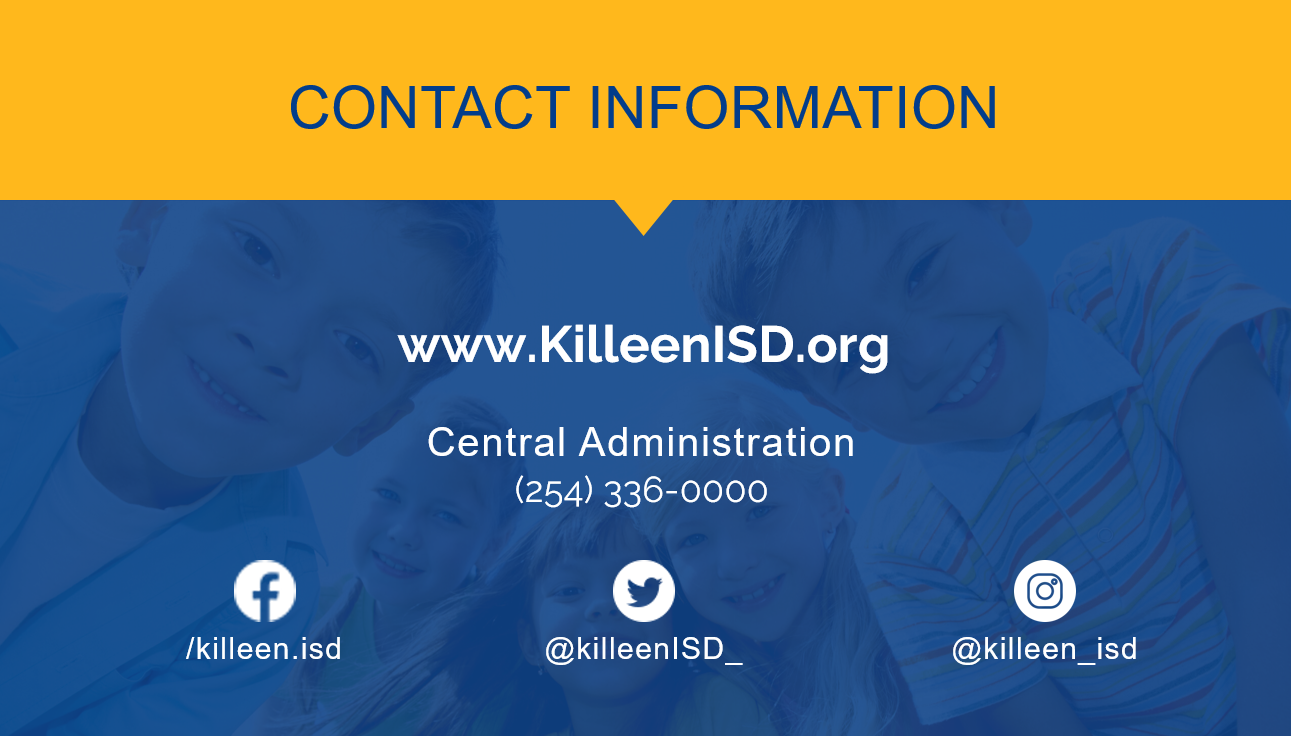 CONTACT INFORMATION
www.KilleenISD.org
Central Administration
(254) 336-0000
/killeen.isd
@killeenISD_
@killeen_isd